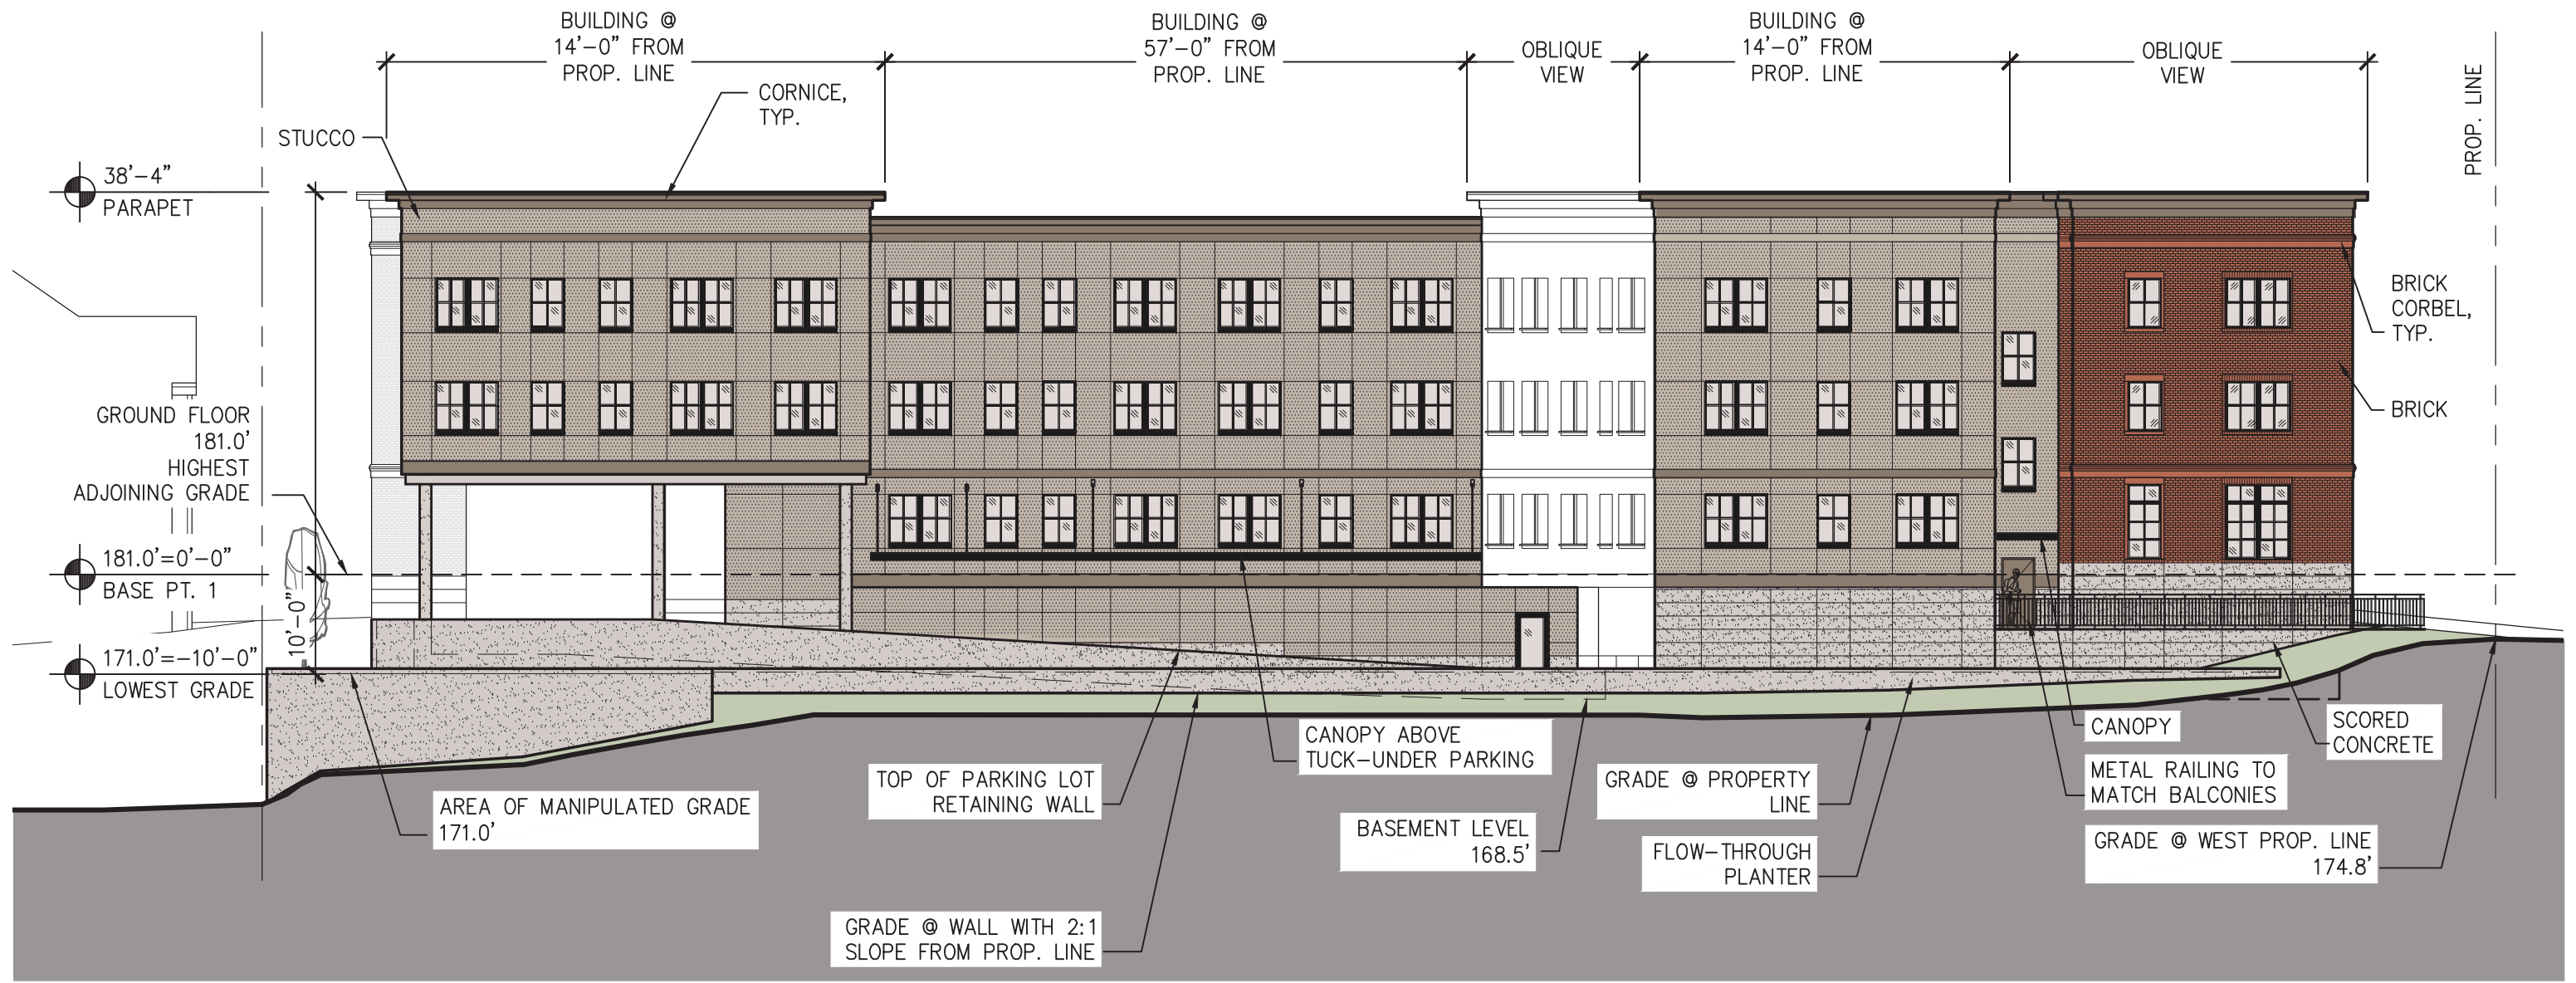 BUILDING @
14'-0" FROM
PROP. LINE
BUILDING @
57'-0" FROM
PROP. LINE
OBLIQUE
VIEW
BUILDING @
14'-0" FROM
PROP. LINE
OBLIQUE
VIEW
PROP. LINE
CORNICE,
TYP.
STUCCO
38'-4"
PARAPET
BRICK
CORBEL,
TYP.
BRICK
GROUND FLOOR
181.0'
HIGHEST
ADJOINING GRADE
181.0'=0'-0"
BASE PT. 1
10'-0"
171.0'=-10'-0"
LOWEST GRADE
AREA OF MANIPULATED GRADE
171.0'
TOP OF PARKING LOT
RETAINING WALL
CANOPY ABOVE
TUCK-UNDER PARKING
BASEMENT LEVEL
168.5'
GRADE @ PROPERTY
LINE
FLOW-THROUGH
PLANTER
CANOPY
SCORED
CONCRETE
METAL RAILING TO
MATCH BALCONIES
GRADE @ WEST PROP. LINE
174.8'
GRADE @ WALL WITH 2:1
SLOPE FROM PROP. LINE